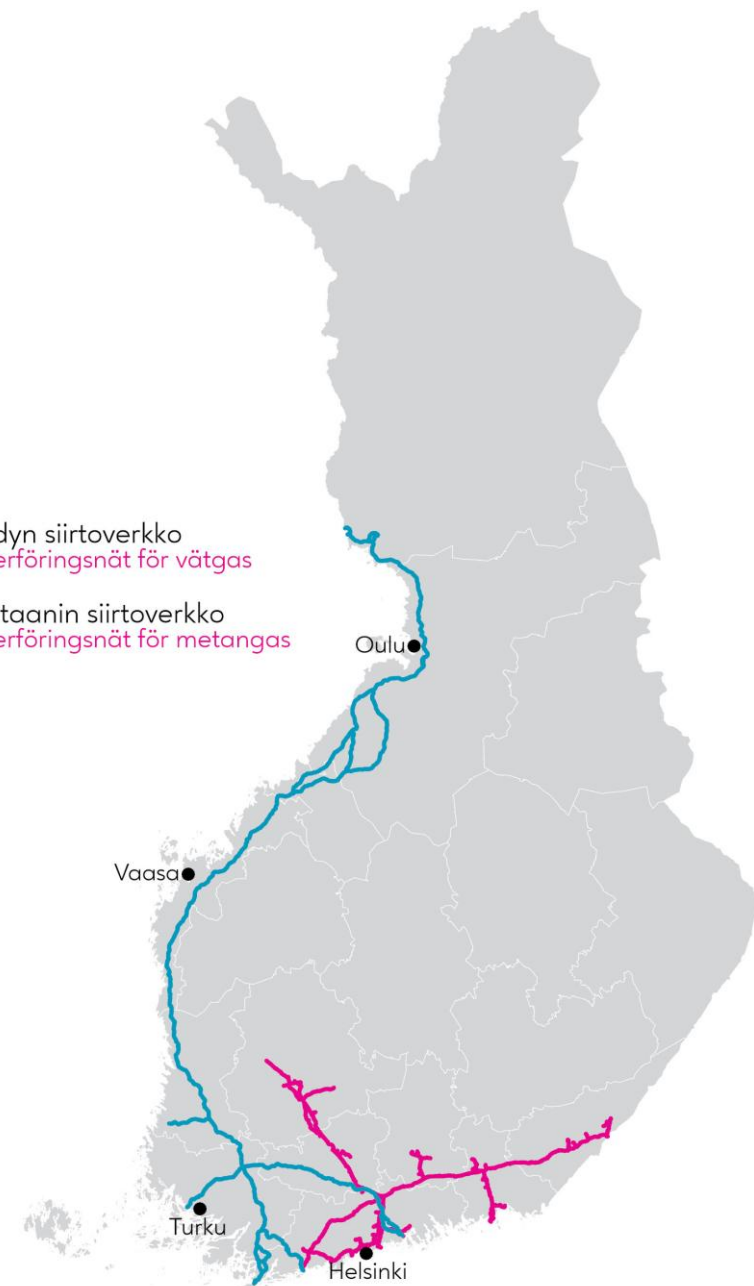 dyn siirtoverkko
erföringsnät för vätgas
taanin siirtoverkko
erföringsnät för metangas
Oulu
Vaasa
Turku
Helsinki